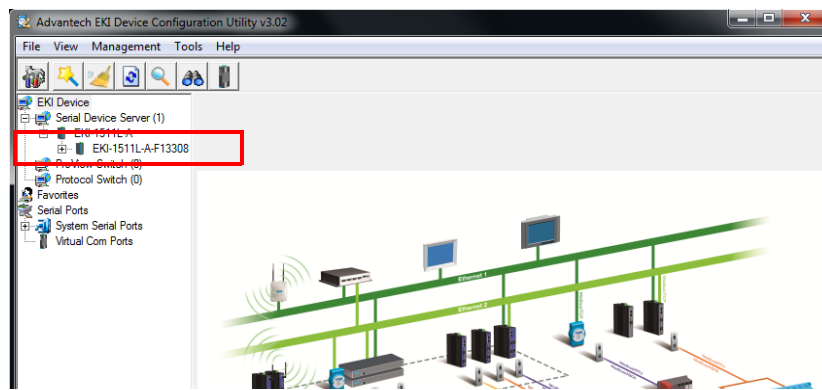 Advantech EKI Device Configuration Utility v3.02
File View Management Tools Help
EKI Device
Serial Device Server (1)
EKI-1511L-A
EKI-1511L-A-F13308
ProView Switch (0)
Protocol Switch (0)
Favorites
Serial Ports
System Serial Ports
Virtual Com Ports
Ethernet 1
Ethernet 2